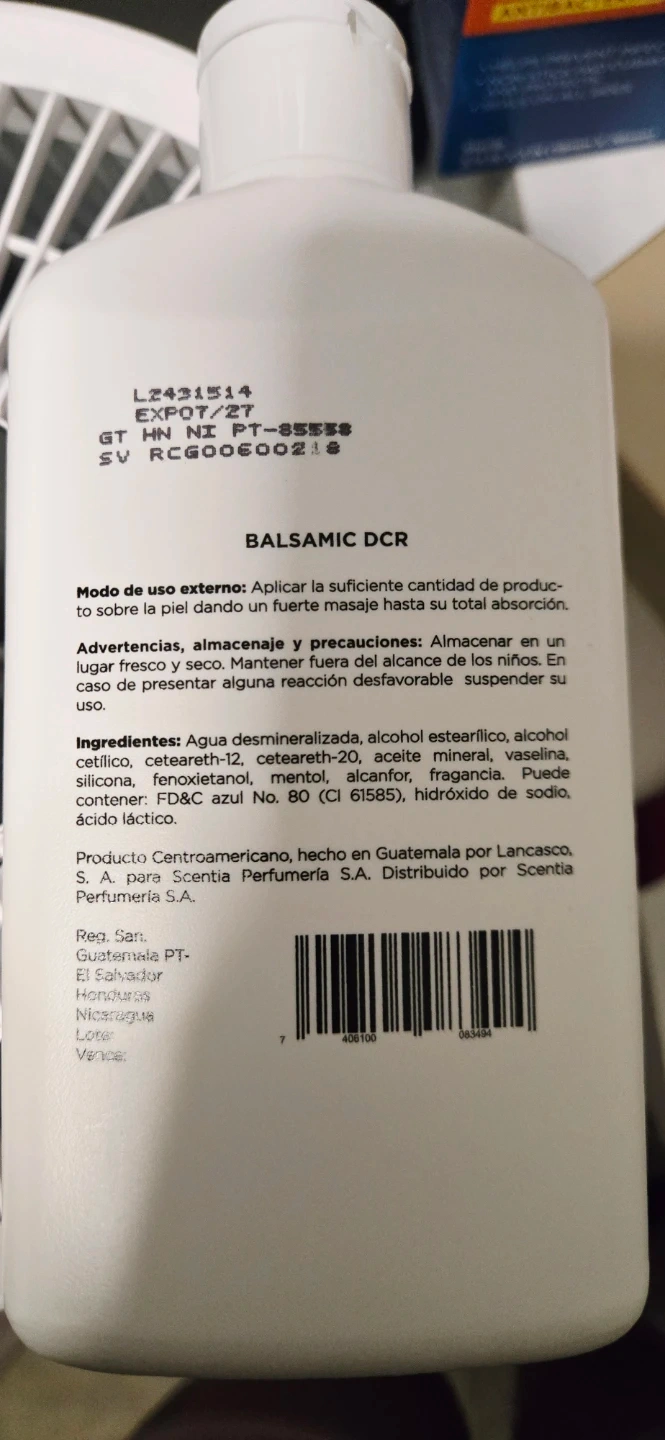 ANTIBACTERIAL
L2431514
EXP07/27
GT HN NI PT-85558
SV RCG00E00218
BALSAMIC DCR
Modo de uso externo: Aplicar la suficiente cantidad de produc-
to sobre la piel dando un fuerte masaje hasta su total absorción.
Advertencias, almacenaje y precauciones: Almacenar en un
lugar fresco y seco. Mantener fuera del alcance de los niños. En
caso de presentar alguna reacción desfavorable suspender su
uso.
Ingredientes: Agua desmineralizada, alcohol estearílico, alcohol
cetílico, ceteareth-12, ceteareth-20, aceite mineral, vaselina,
silicona, fenoxietanol, mentol, alcanfor, fragancia. Puede
contener: FD&C azul No. 80 (CI 61585), hidróxido de sodio,
ácido láctico.
Producto Centroamericano, hecho en Guatemala por Lancasco,
S. A. para Scentia Perfumería S.A. Distribuido por Scentia
Perfumería S.A.
Reg. San.
Guatemala PT-
El Salvador
Honduras
Nicaragua
Lote:
Vence:
7 406100 083494